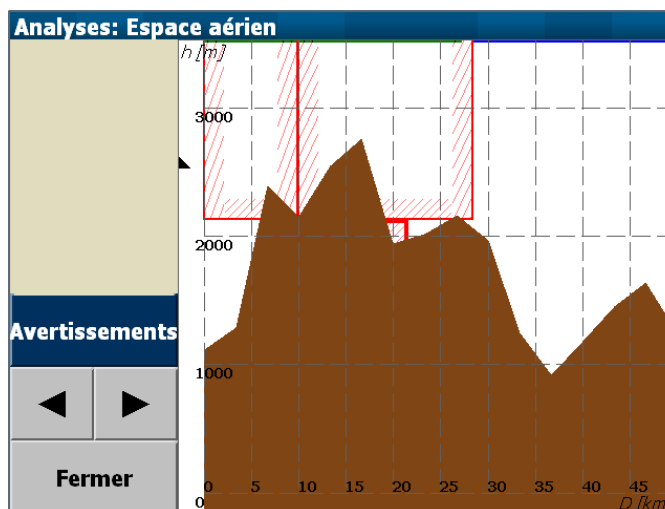 Analyses: Espace aérien
h [m]
3000
2000
Avertissements
1000
0 5 10 15 20 25 30 35 40 45
Fermer
0
D [km